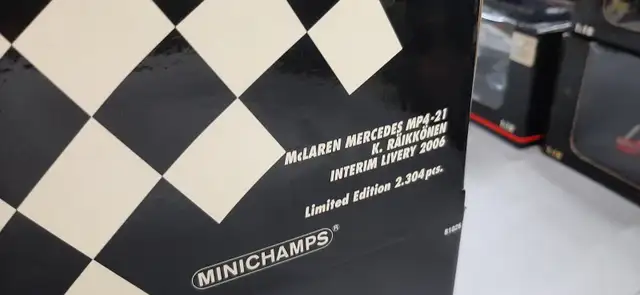 McLAREN MERCEDES MP4-21
K. RÄIKKÖNEN
INTERIM LIVERY 2006
Limited Edition 2.304 pcs.
MINICHAMPS®